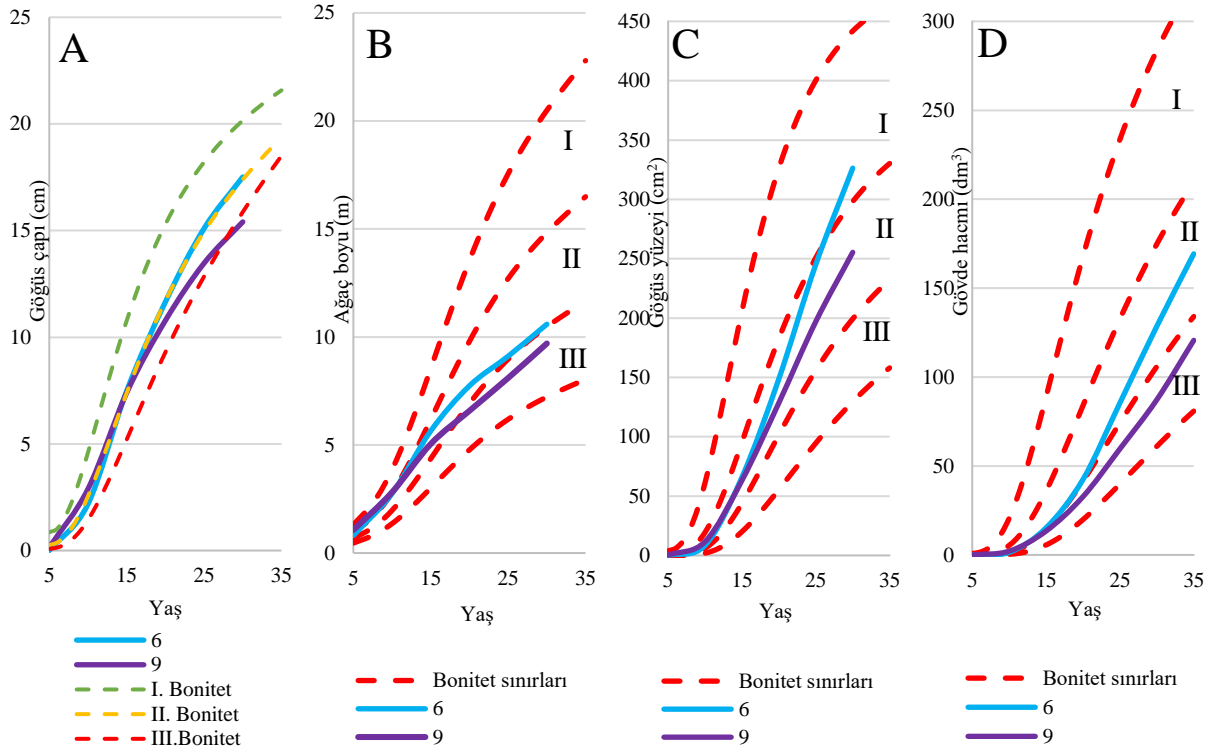 A
Göğüs çapı (cm)
25
20
15
10
5
0
5 15 25 35
Yaş
6
9
I. Bonitet
II. Bonitet
III.Bonitet
B
Ağaç boyu (m)
25
20
15
10
5
0
I
II
III
5 15 25 35
Yaş
Bonitet sınırları
6
9
C
Göğüs yüzeyi (cm²)
450
400
350
300
250
200
150
100
50
0
I
II
III
5 15 25 35
Yaş
Bonitet sınırları
6
9
D
Gövde hacmi (dm³)
300
250
200
150
100
50
0
I
II
III
5 15 25 35
Yaş
Bonitet sınırları
6
9